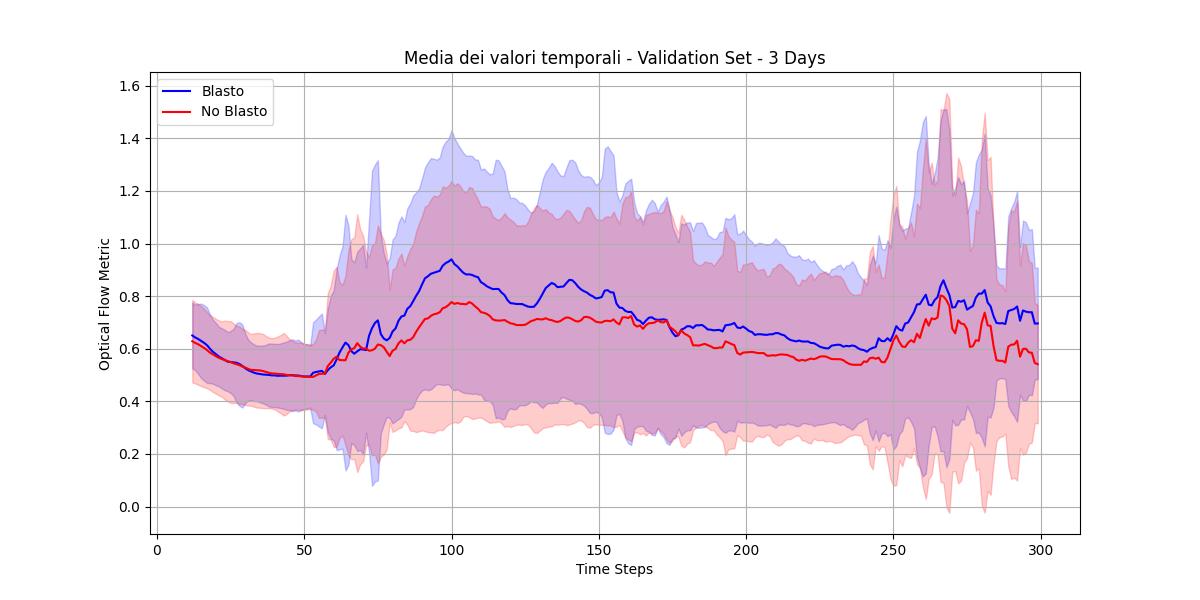 Media dei valori temporali - Validation Set - 3 Days
Blasto
No Blasto
Optical Flow Metric
1.6
1.4
1.2
1.0
0.8
0.6
0.4
0.2
0.0
0 50 100 150 200 250 300
Time Steps